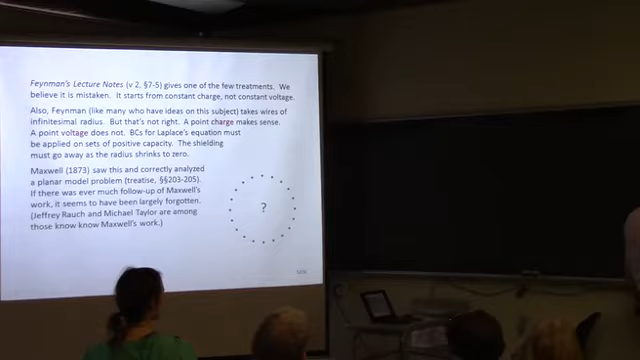 Feynman's Lecture Notes (v 2, §7-5) gives one of the few treatments. We
believe it is mistaken. It starts from constant charge, not constant voltage.
Also, Feynman (like many who have ideas on this subject) takes wires of
infinitesimal radius. But that's not right. A point charge makes sense.
A point voltage does not. BCs for Laplace's equation must
be applied on sets of positive capacity. The shielding
must go away as the radius shrinks to zero.
Maxwell (1873) saw this and correctly analyzed
a planar model problem (treatise, §§203-205).
If there was ever much follow-up of Maxwell's
work, it seems to have been largely forgotten.
(Jeffrey Rauch and Michael Taylor are among
those know know Maxwell's work.)
?